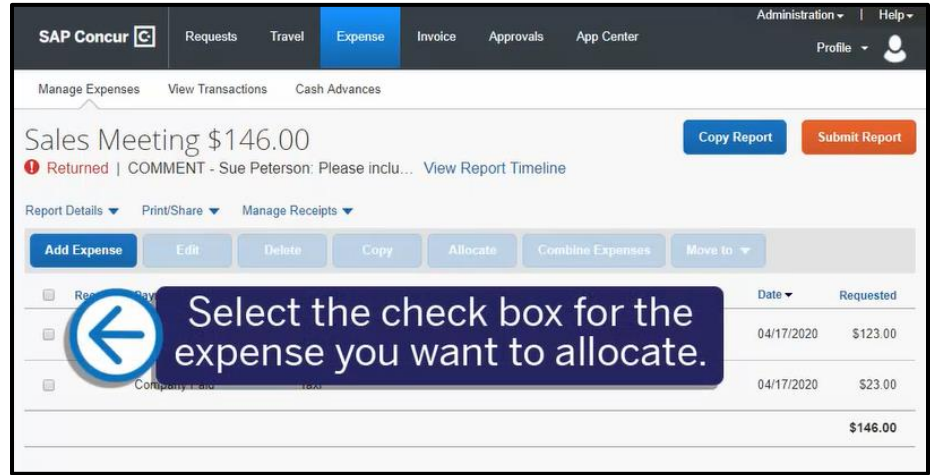 Administration | Help
SAP Concur C Requests Travel Expense Invoice Approvals App Center
Profile
Manage Expenses View Transactions Cash Advances
Sales Meeting $146.00
Copy Report Submit Report
! Returned | COMMENT - Sue Peterson: Please inclu... View Report Timeline
Report Details Print/Share Manage Receipts
Add Expense Edit Delete Copy Allocate Combine Expenses Move to
Date Requested
Select the check box for the
expense you want to allocate.
04/17/2020 $123.00
04/17/2020 $23.00
$146.00